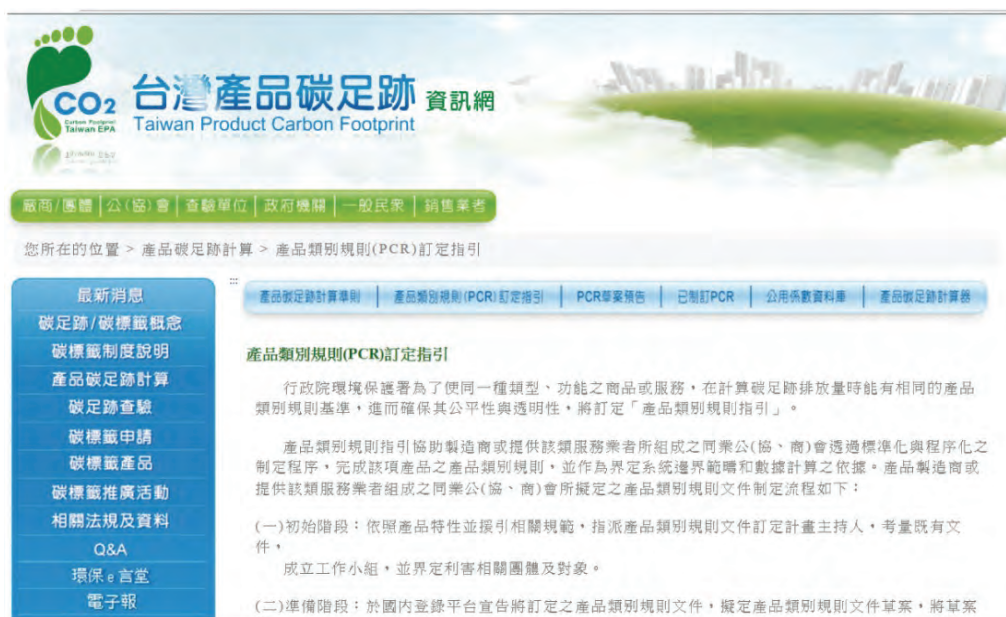 CO2
Carbon Footprint
Taiwan EPA
台灣產品碳足跡 資訊網
Taiwan Product Carbon Footprint
廠商/團體 | 公(協)會 | 查驗單位 | 政府機關 | 一般民眾 | 銷售業者
您所在的位置 > 產品碳足跡計算 > 產品類別規則(PCR)訂定指引
最新消息
碳足跡/碳標籤概念
碳標籤制度說明
產品碳足跡計算
碳足跡查驗
碳標籤申請
碳標籤產品
碳標籤推廣活動
相關法規及資料
Q&A
環保e言堂
電子報
:::
產品碳足跡計算準則 | 產品類別規則(PCR)訂定指引 | PCR草案預告 | 已制訂PCR | 公用係數資料庫 | 產品碳足跡計算器
產品類別規則(PCR)訂定指引
行政院環境保護署為了使同一種類型、功能之商品或服務,在計算碳足跡排放量時能有相同的產品
類別規則基準,進而確保其公平性與透明性,將訂定「產品類別規則指引」。
產品類別規則指引協助製造商或提供該類服務業者所組成之同業公(協、商)會透過標準化與程序化之
制定程序,完成該項產品之產品類別規則,並作為界定系統邊界範疇和數據計算之依據。產品製造商或
提供該類服務業者組成之同業公(協、商)會所擬定之產品類別規則文件制定流程如下:
(一)初始階段:依照產品特性並援引相關規範,指派產品類別規則文件訂定計畫主持人,考量既有文
件,
成立工作小組,並界定利害相關團體及對象。
(二)準備階段:於國內登錄平台宣告將訂定之產品類別規則文件,擬定產品類別規則文件草案,將草案